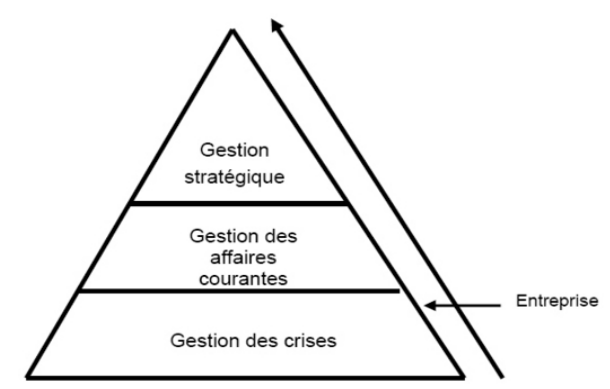 Gestion
stratégique
Gestion des
affaires
courantes
Entreprise
Gestion des crises